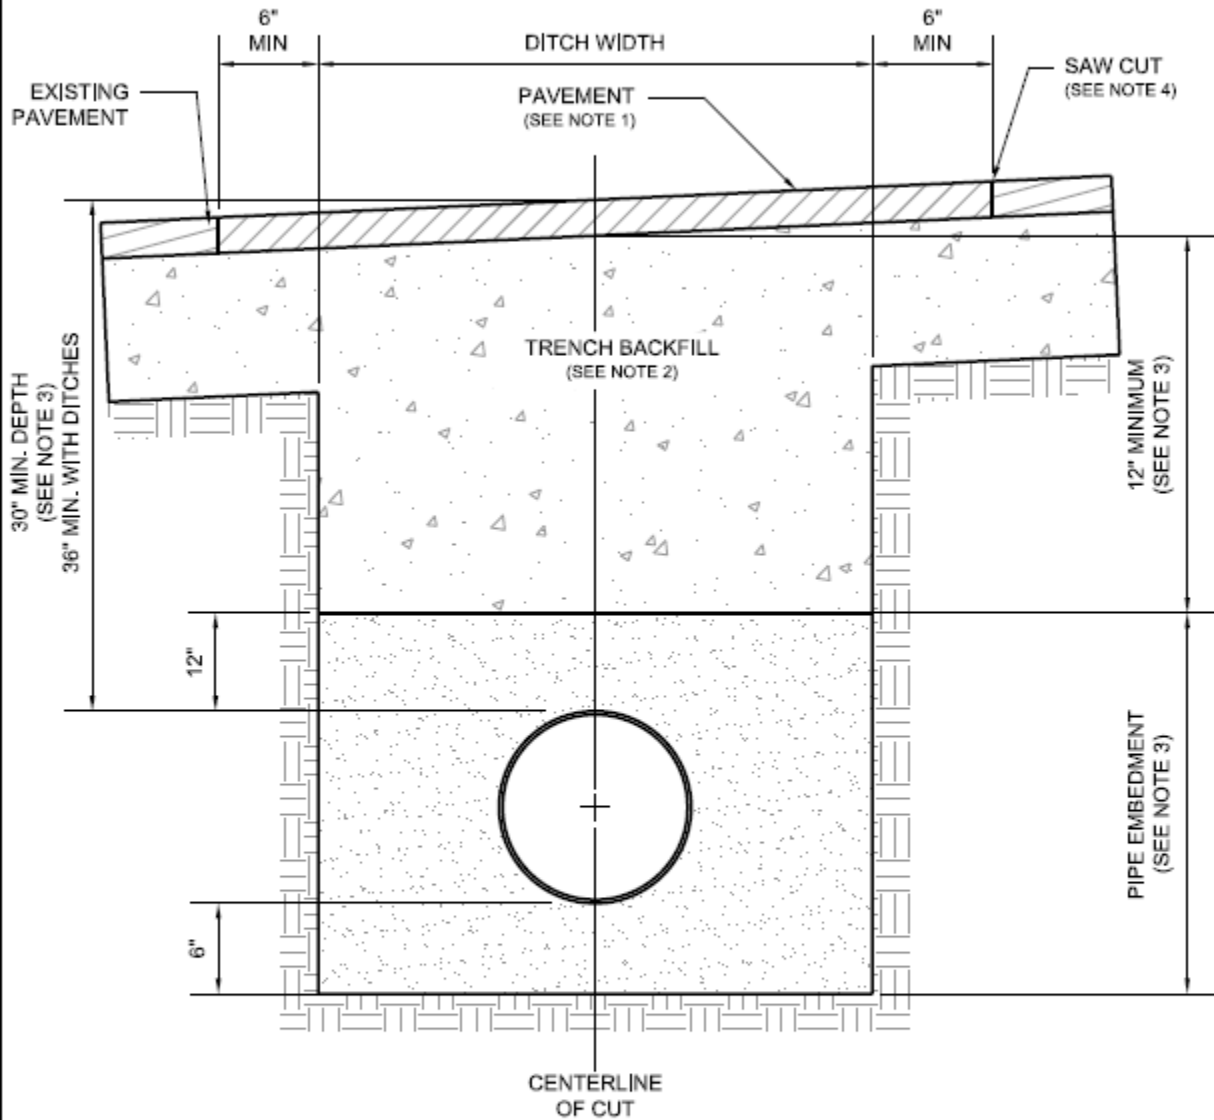 6"
MIN
DITCH WIDTH
6"
MIN
EXISTING
PAVEMENT
PAVEMENT
(SEE NOTE 1)
SAW CUT
(SEE NOTE 4)
TRENCH BACKFILL
(SEE NOTE 2)
30" MIN. DEPTH
(SEE NOTE 3)
36" MIN. WITH DITCHES
12" MINIMUM
(SEE NOTE 3)
12"
PIPE EMBEDMENT
(SEE NOTE 3)
6"
CENTERLINE
OF CUT